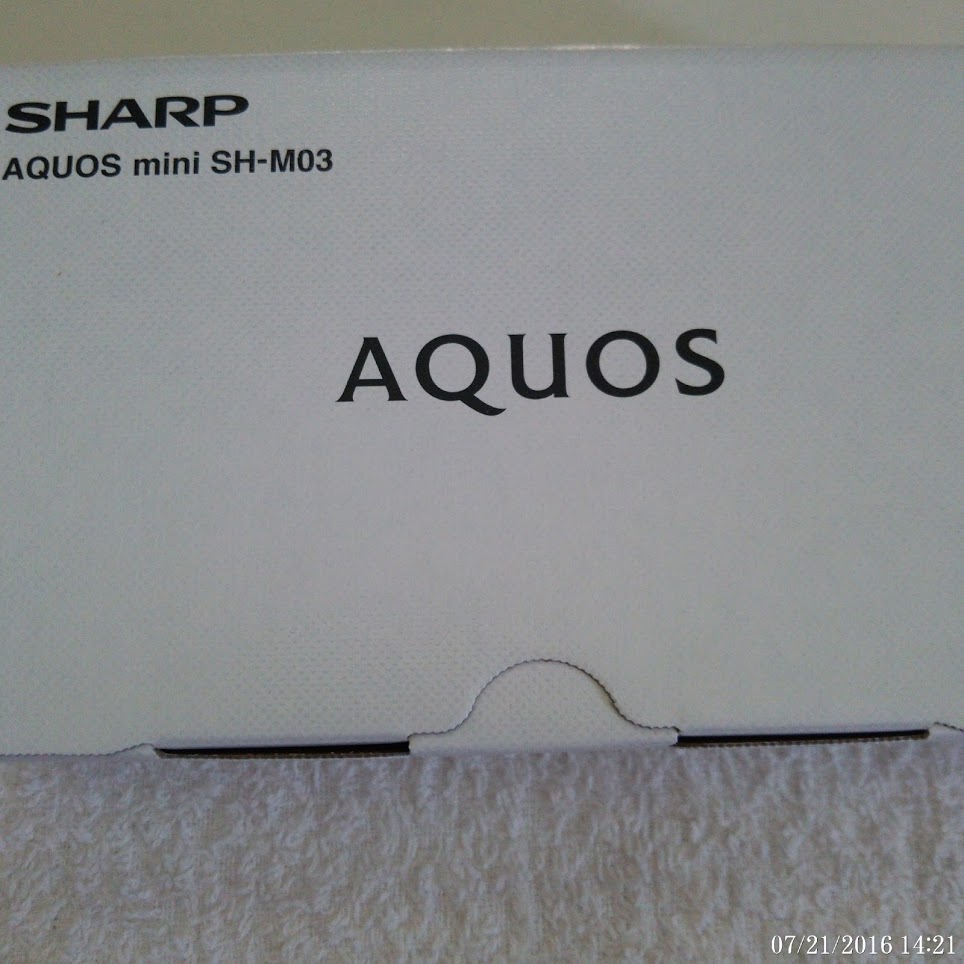 SHARP
AQUOS mini SH-M03
AQUOS
07/21/2016 14:21